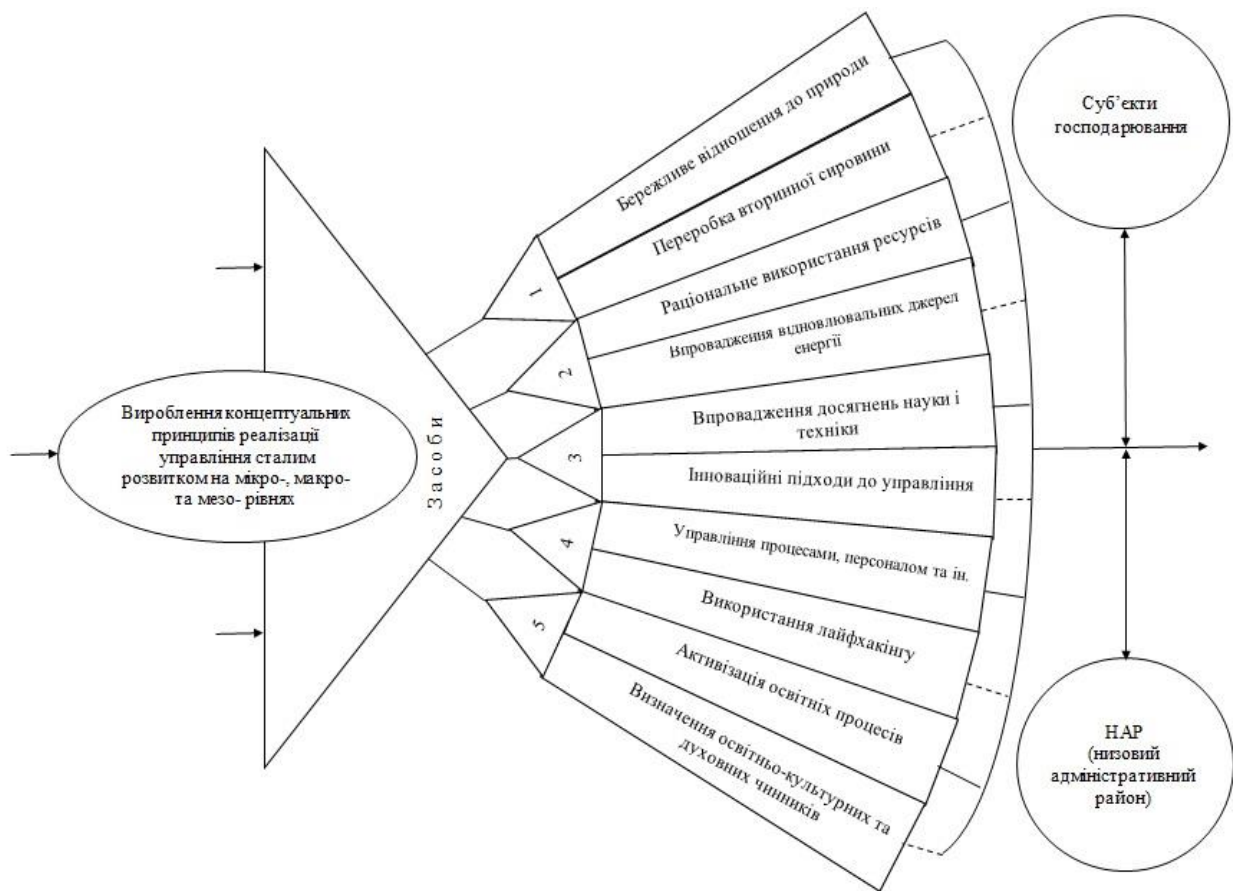 Вироблення концептуальних
принципів реалізації
управління сталим
розвитком на мікро-, макро-
та мезо- рівнях
Засоби
1
2
3
4
5
Бережливе відношення до природи
Переробка вторинної сировини
Раціональне використання ресурсів
Впровадження відновлювальних джерел
енергії
Впровадження досягнень науки і
техніки
Інноваційні підходи до управління
Управління процесами, персоналом та ін.
Використання лайфхакінгу
Активізація освітніх процесів
Визначення освітньо-культурних та
духовних чинників
Суб’єкти
господарювання
НАР
(низовий
адміністративний
район)